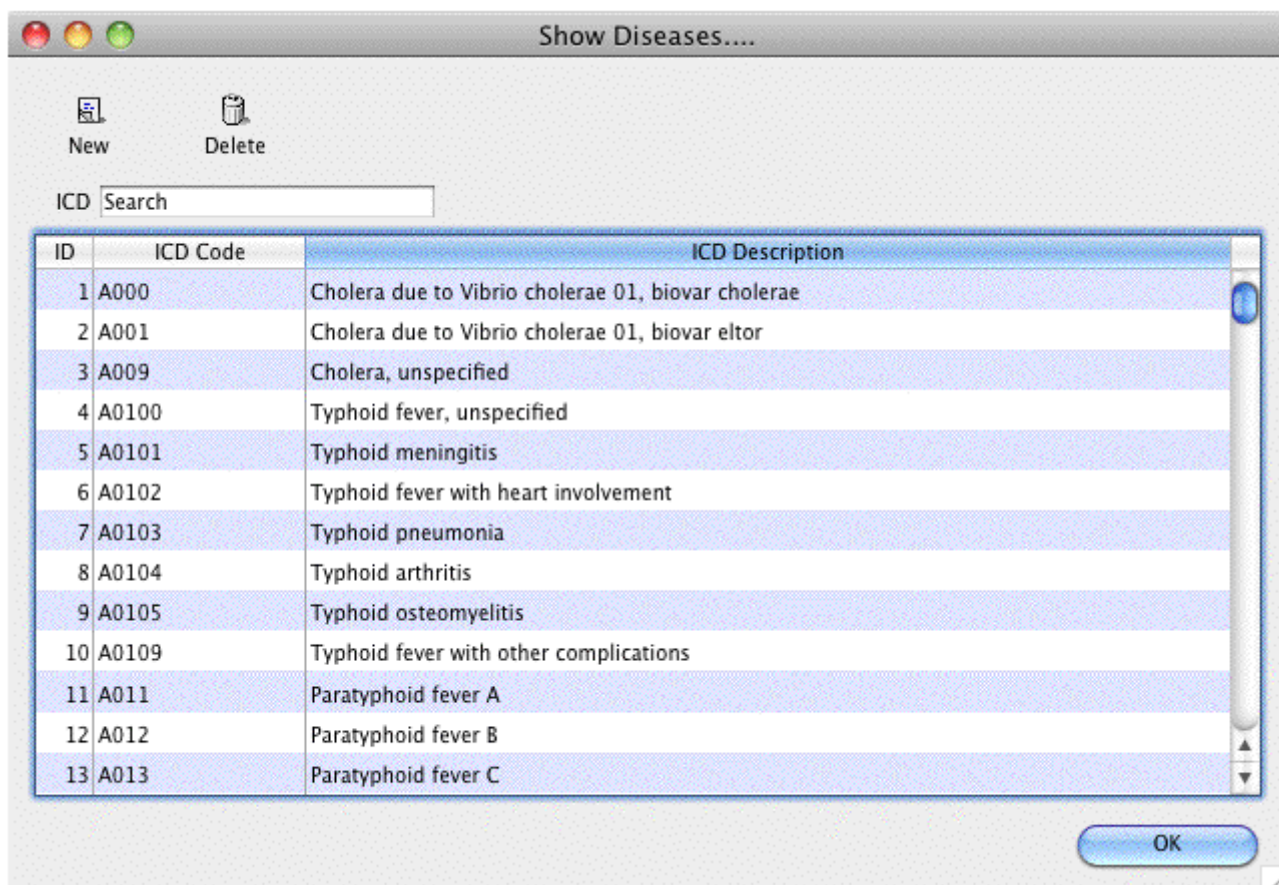 Show Diseases....
New Delete
ICD Search
ID ICD Code ICD Description
1 A000 Cholera due to Vibrio cholerae 01, biovar cholerae
2 A001 Cholera due to Vibrio cholerae 01, biovar eltor
3 A009 Cholera, unspecified
4 A0100 Typhoid fever, unspecified
5 A0101 Typhoid meningitis
6 A0102 Typhoid fever with heart involvement
7 A0103 Typhoid pneumonia
8 A0104 Typhoid arthritis
9 A0105 Typhoid osteomyelitis
10 A0109 Typhoid fever with other complications
11 A011 Paratyphoid fever A
12 A012 Paratyphoid fever B
13 A013 Paratyphoid fever C
OK